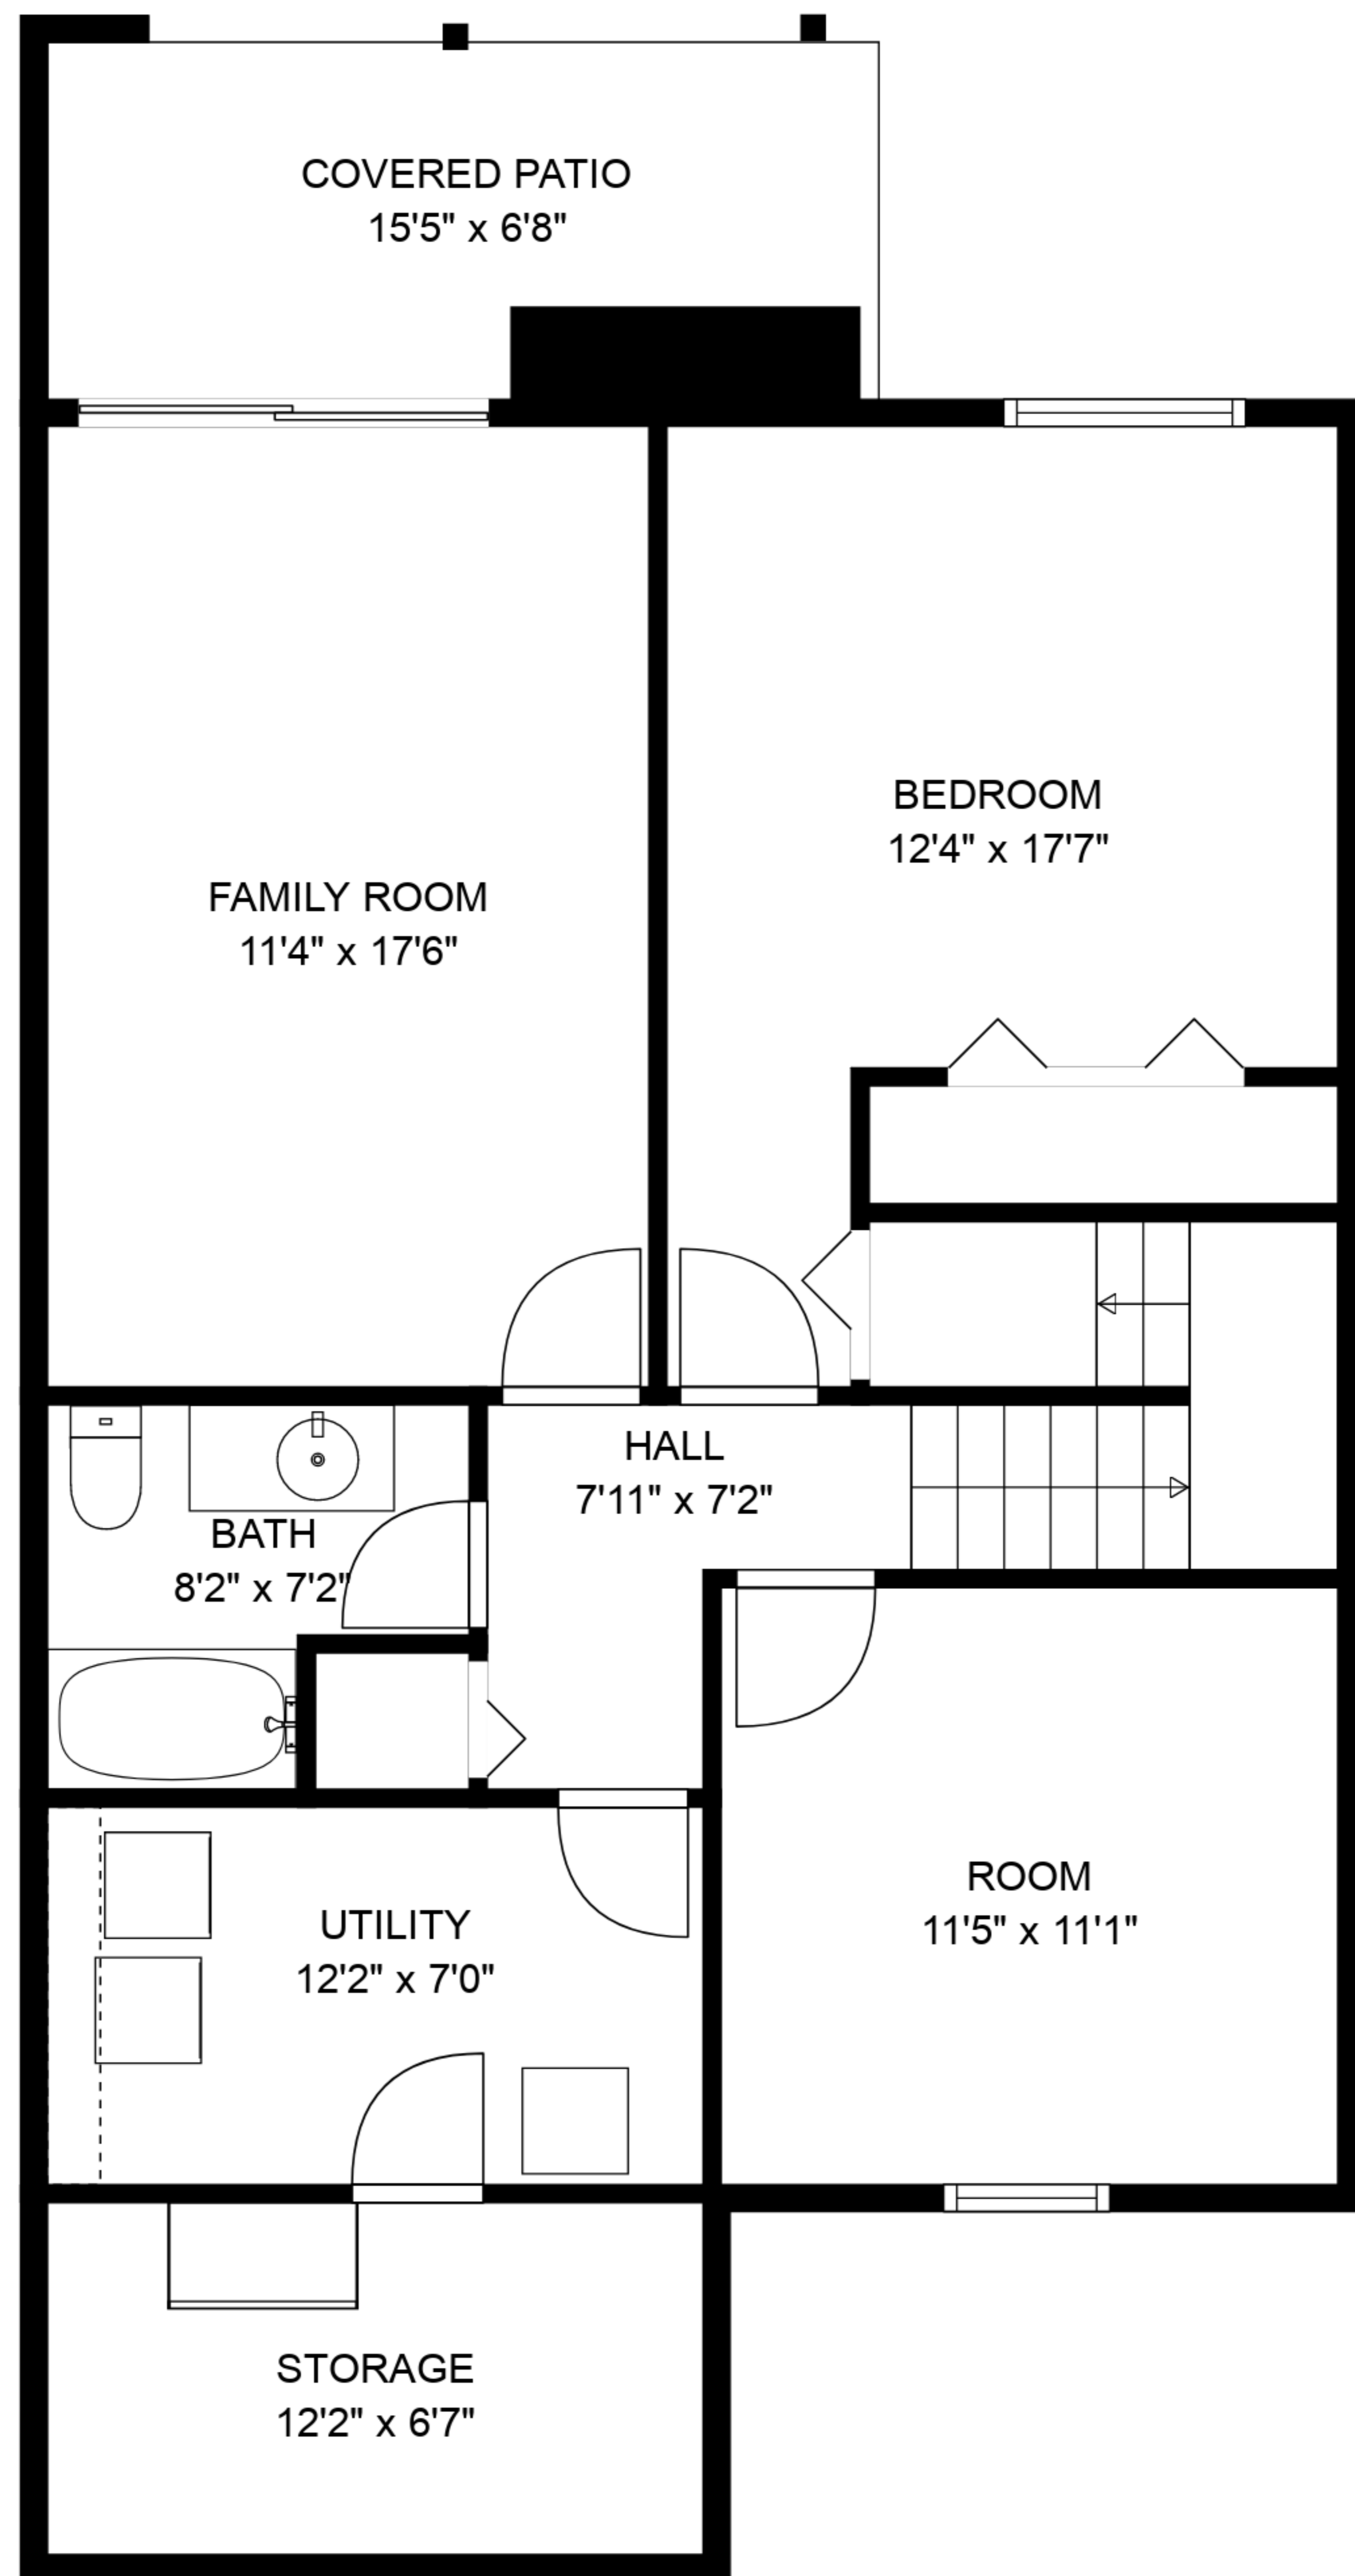 COVERED PATIO
15'5" x 6'8"
BEDROOM
12'4" x 17'7"
FAMILY ROOM
11'4" x 17'6"
HALL
7'11" x 7'2"
BATH
8'2" x 7'2"
ROOM
11'5" x 11'1"
UTILITY
12'2" x 7'0"
STORAGE
12'2" x 6'7"